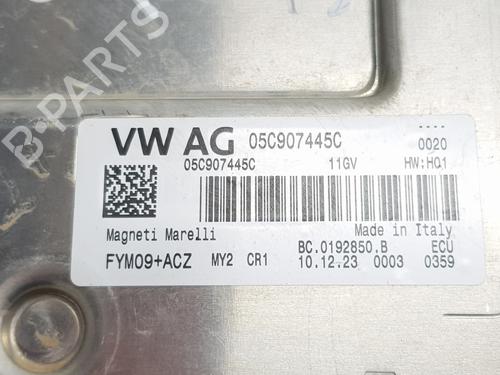 B-PARTS
VW AG 05C907445C ---- 0020
05C907445C 11GV HW:HQ1
Magneti Marelli Made in Italy
BC.0192850.B ECU
FYM09+ACZ MY2 CR1 10.12.23 0003 0359